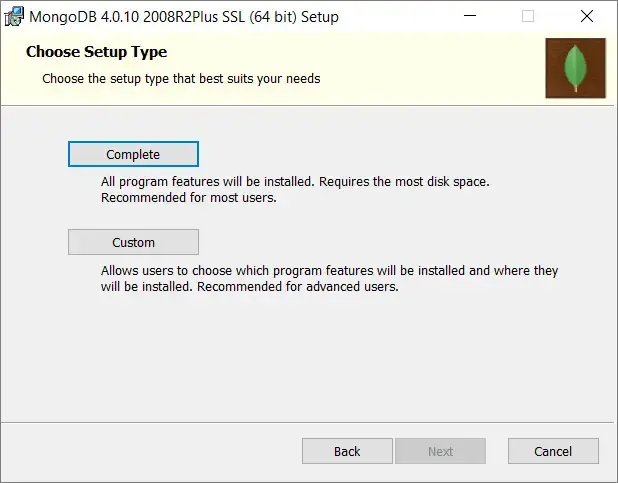 MongoDB 4.0.10 2008R2Plus SSL (64 bit) Setup
Choose Setup Type
Choose the setup type that best suits your needs
Complete
All program features will be installed. Requires the most disk space.
Recommended for most users.
Custom
Allows users to choose which program features will be installed and where they
will be installed. Recommended for advanced users.
Back
Next
Cancel